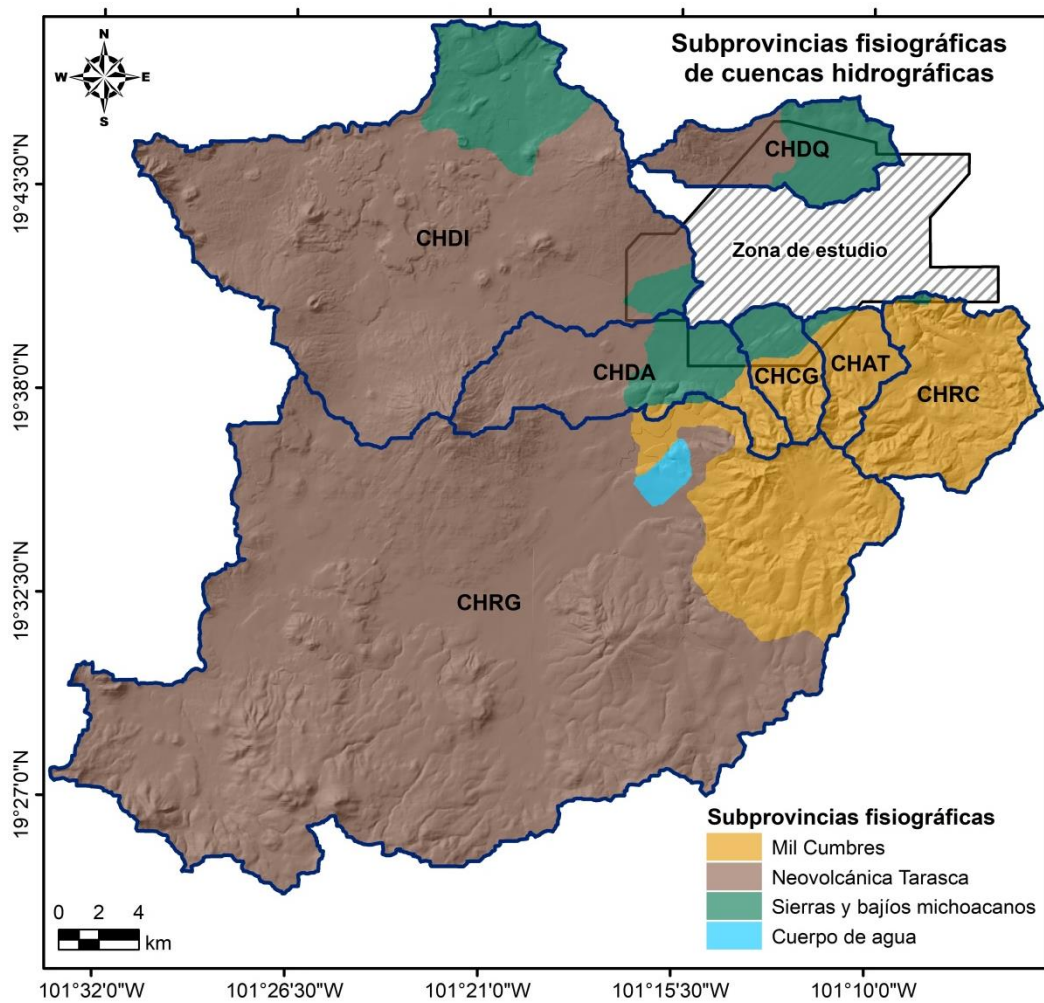 Subprovincias fisiográficas
de cuencas hidrográficas
N
W E
S
CHDQ
CHDI
Zona de estudio
CHDA
CHCG
CHAT
CHRC
CHRG
19°43'30"N
19°38'0"N
19°32'30"N
19°27'0"N
Subprovincias fisiográficas
Mil Cumbres
Neovolcánica Tarasca
Sierras y bajíos michoacanos
Cuerpo de agua
0 2 4
km
101°32'0"W 101°26'30"W 101°21'0"W 101°15'30"W 101°10'0"W